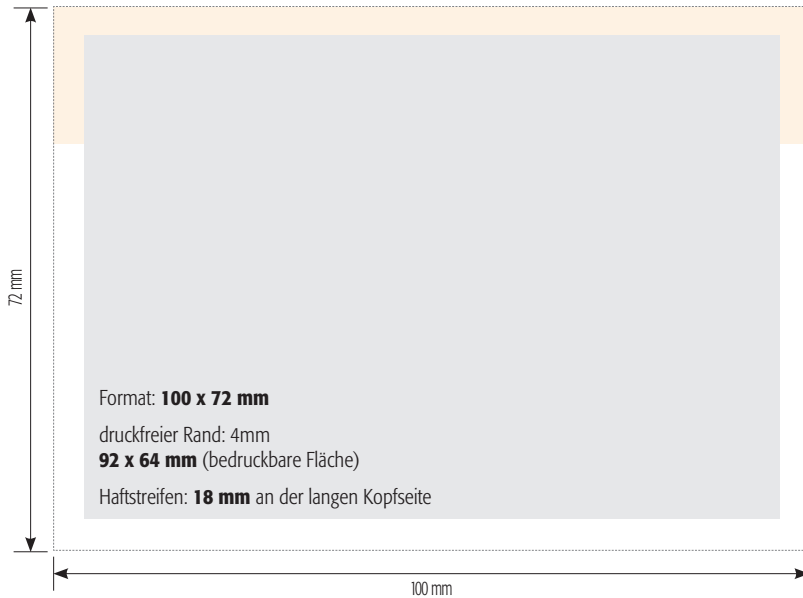 72 mm
Format: 100 x 72 mm
druckfreier Rand: 4mm
92 x 64 mm (bedruckbare Fläche)
Haftstreifen: 18 mm an der langen Kopfseite
100 mm